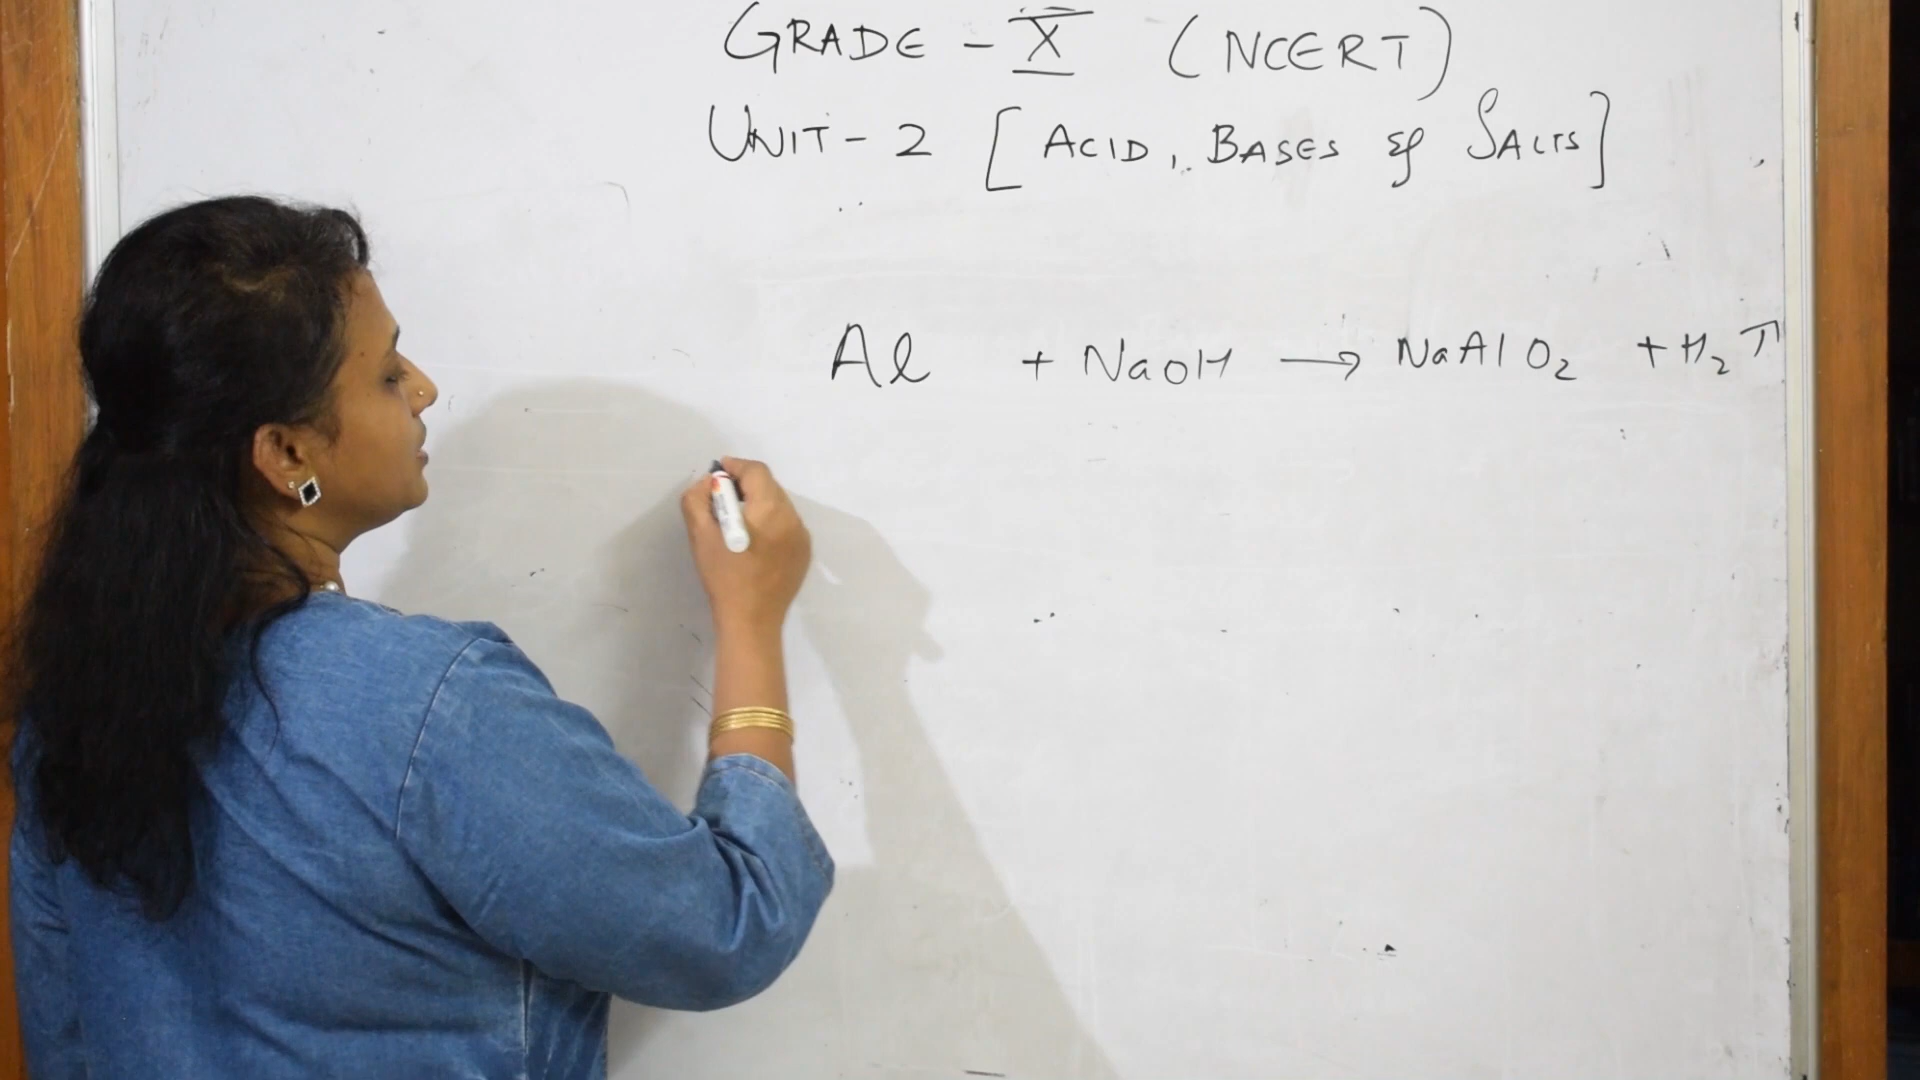 GRADE - X (NCERT)
UNIT - 2 [ACID, BASES & SALTS]
Al + NaOH → NaAlO₂ + H₂ ↑